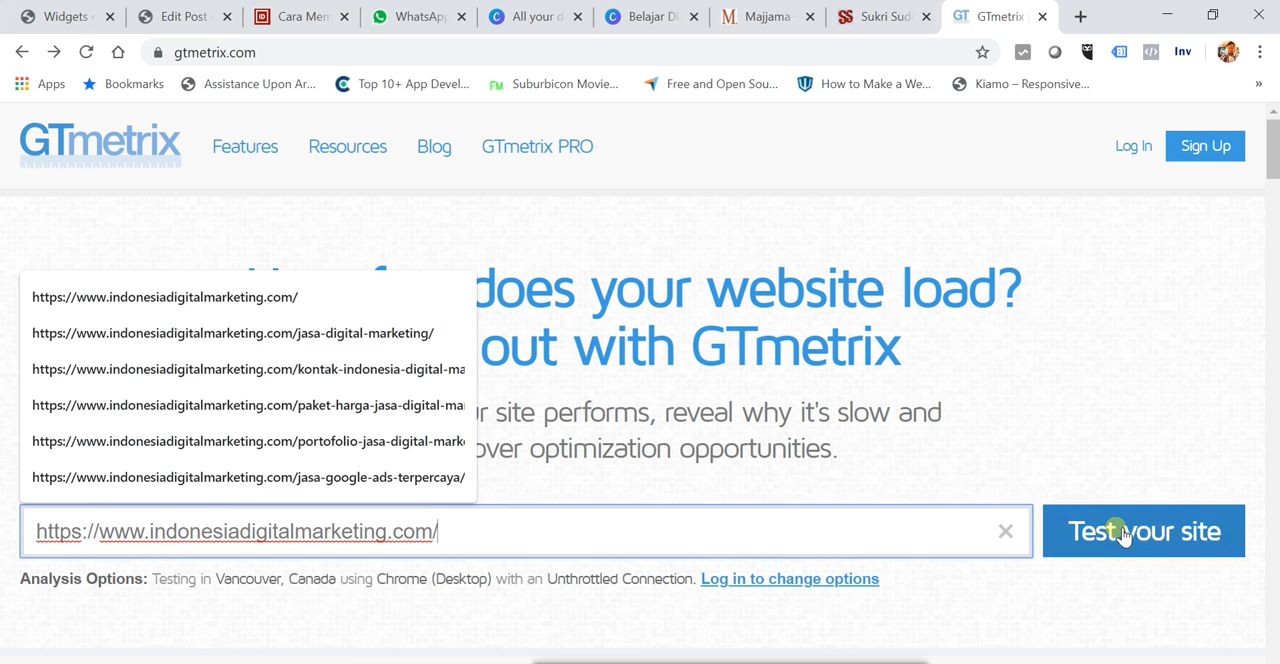 Widgets
Edit Post
Cara Mem
WhatsApp
All your d
Belajar Di
Majjama
Sukri Sudi
GTmetrix
gtmetrix.com
Inv
Apps
Bookmarks
Assistance Upon Ar...
Top 10+ App Devel...
Suburbicon Movie...
Free and Open Sou...
How to Make a We...
Kiamo – Responsive...
»
GTmetrix
Features
Resources
Blog
GTmetrix PRO
Log In
Sign Up
does your website load?
out with GTmetrix
r site performs, reveal why it's slow and
over optimization opportunities.
https://www.indonesiadigitalmarketing.com/
https://www.indonesiadigitalmarketing.com/jasa-digital-marketing/
https://www.indonesiadigitalmarketing.com/kontak-indonesia-digital-ma
https://www.indonesiadigitalmarketing.com/paket-harga-jasa-digital-mar
https://www.indonesiadigitalmarketing.com/portofolio-jasa-digital-marke
https://www.indonesiadigitalmarketing.com/jasa-google-ads-terpercaya/
https://www.indonesiadigitalmarketing.com/
Test your site
Analysis Options: Testing in Vancouver, Canada using Chrome (Desktop) with an Unthrottled Connection. Log in to change options